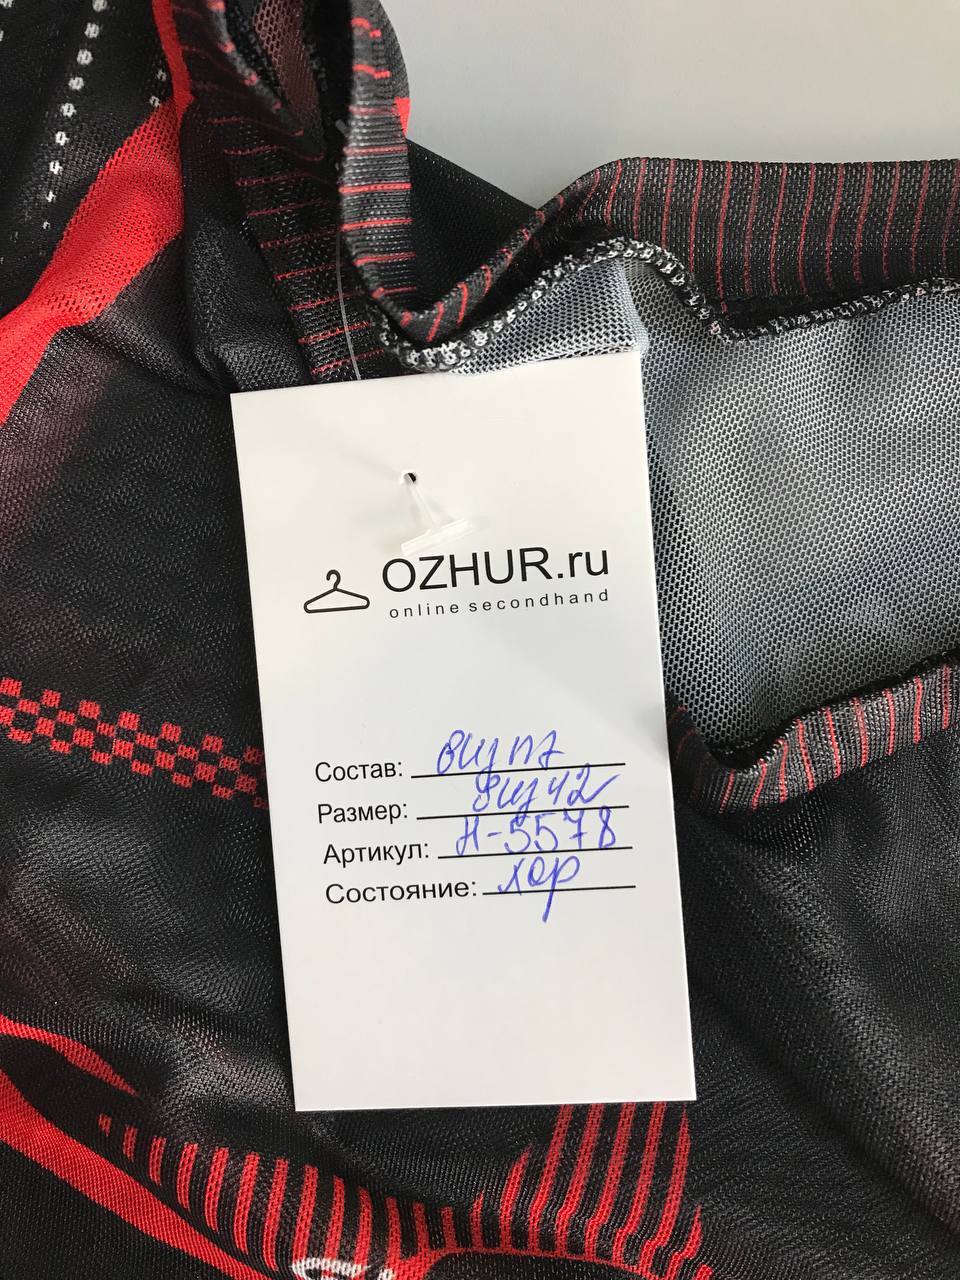 OZHUR.ru
online secondhand
Состав:
Размер:
Артикул: Н-5578
Состояние: хор